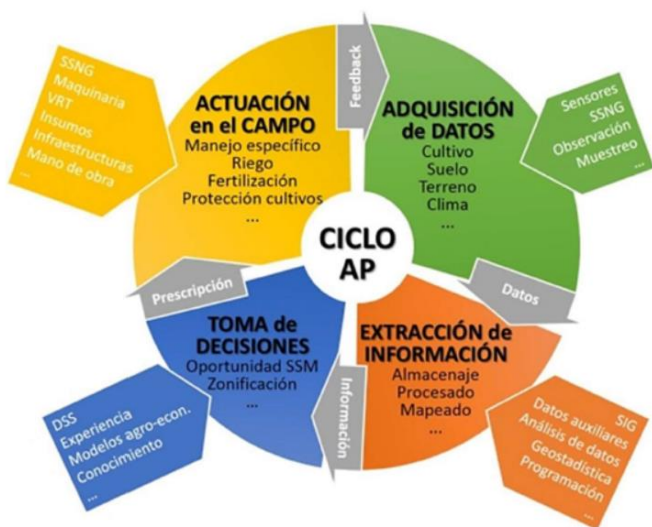 SSNG
Maquinaria
VRT
Insumos
Infraestructuras
Mano de obra
...
ACTUACIÓN
en el CAMPO
Manejo específico
Riego
Fertilización
Protección cultivos
...
Feedback
ADQUISICIÓN
de DATOS
Cultivo
Suelo
Terreno
Clima
...
Sensores
SSNG
Observación
Muestreo
...
CICLO
AP
Prescripción
Datos
TOMA de
DECISIONES
Oportunidad SSM
Zonificación
...
Información
EXTRACCIÓN de
INFORMACIÓN
Almacenaje
Procesado
Mapeado
...
DSS
Experiencia
Modelos agro-econ.
Conocimiento
...
SIG
Datos auxiliares
Análisis de datos
Geostadística
Programación
...